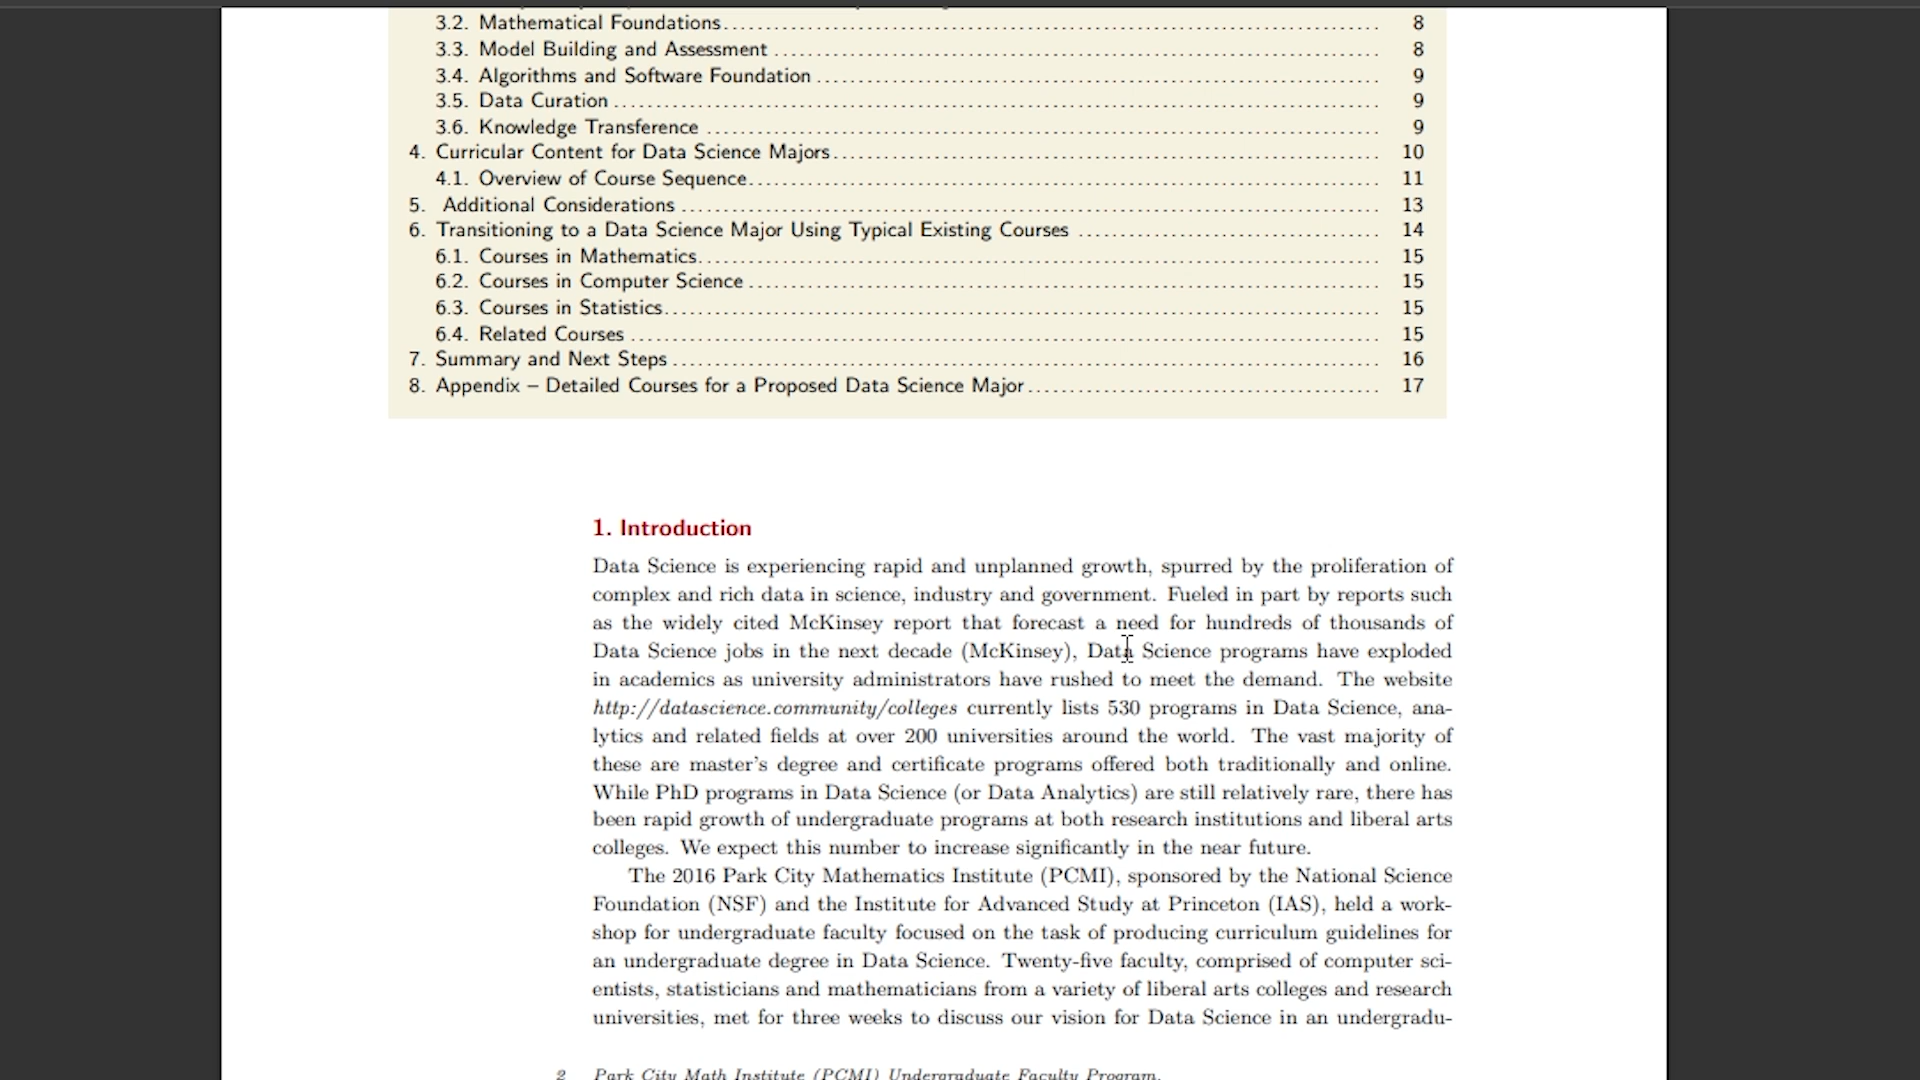 3.2. Mathematical Foundations 8
3.3. Model Building and Assessment 8
3.4. Algorithms and Software Foundation 9
3.5. Data Curation 9
3.6. Knowledge Transference 9
4. Curricular Content for Data Science Majors 10
4.1. Overview of Course Sequence 11
5. Additional Considerations 13
6. Transitioning to a Data Science Major Using Typical Existing Courses 14
6.1. Courses in Mathematics 15
6.2. Courses in Computer Science 15
6.3. Courses in Statistics 15
6.4. Related Courses 15
7. Summary and Next Steps 16
8. Appendix – Detailed Courses for a Proposed Data Science Major 17
1. Introduction
Data Science is experiencing rapid and unplanned growth, spurred by the proliferation of
complex and rich data in science, industry and government. Fueled in part by reports such
as the widely cited McKinsey report that forecast a need for hundreds of thousands of
Data Science jobs in the next decade (McKinsey), Data Science programs have exploded
in academics as university administrators have rushed to meet the demand. The website
http://datascience.community/colleges currently lists 530 programs in Data Science, ana-
lytics and related fields at over 200 universities around the world. The vast majority of
these are master's degree and certificate programs offered both traditionally and online.
While PhD programs in Data Science (or Data Analytics) are still relatively rare, there has
been rapid growth of undergraduate programs at both research institutions and liberal arts
colleges. We expect this number to increase significantly in the near future.
The 2016 Park City Mathematics Institute (PCMI), sponsored by the National Science
Foundation (NSF) and the Institute for Advanced Study at Princeton (IAS), held a work-
shop for undergraduate faculty focused on the task of producing curriculum guidelines for
an undergraduate degree in Data Science. Twenty-five faculty, comprised of computer sci-
entists, statisticians and mathematicians from a variety of liberal arts colleges and research
universities, met for three weeks to discuss our vision for Data Science in an undergradu-
2 Park City Math Institute (PCMI) Undergraduate Faculty Program.